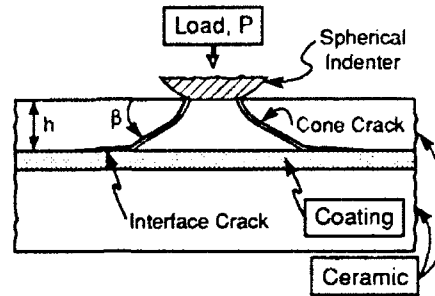 Load, P
Spherical
Indenter
h
β
Cone Crack
Interface Crack
Coating
Ceramic